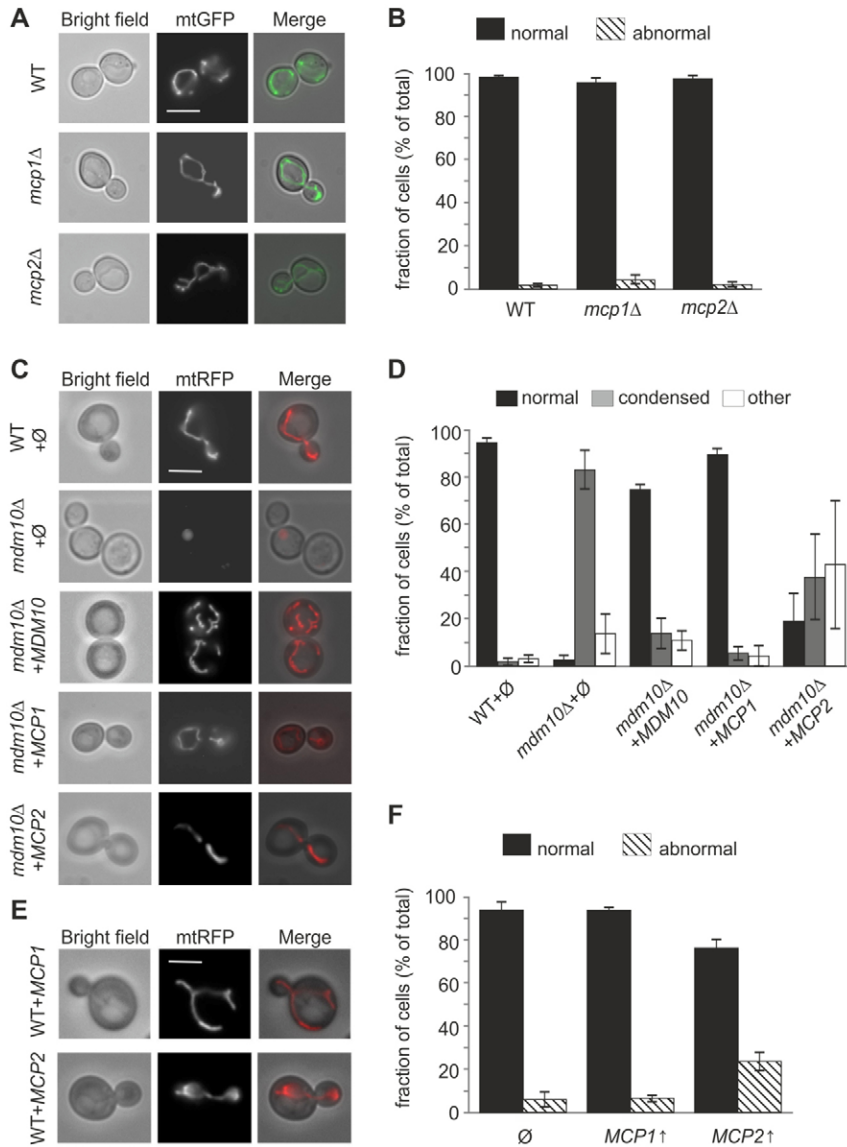 A
Bright field mtGFP Merge
WT
mcp1Δ
mcp2Δ
B
normal abnormal
fraction of cells (% of total)
100
80
60
40
20
0
WT mcp1Δ mcp2Δ
C
Bright field mtRFP Merge
WT
+Ø
mdm10Δ
+Ø
mdm10Δ
+MDM10
mdm10Δ
+MCP1
mdm10Δ
+MCP2
D
normal condensed other
fraction of cells (% of total)
100
80
60
40
20
0
WT+Ø
mdm10Δ+Ø
mdm10Δ
+MDM10
mdm10Δ
+MCP1
mdm10Δ
+MCP2
E
Bright field mtRFP Merge
WT+MCP1
WT+MCP2
F
normal abnormal
fraction of cells (% of total)
100
80
60
40
20
0
Ø MCP1↑ MCP2↑